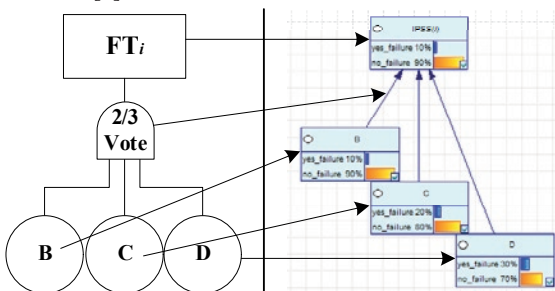 FTi
2/3
Vote
B
C
D
IPSS(i)
yes_failure 10%
no_failure 90%
B
yes_failure 10%
no_failure 90%
C
yes_failure 20%
no_failure 80%
D
yes_failure 30%
no_failure 70%